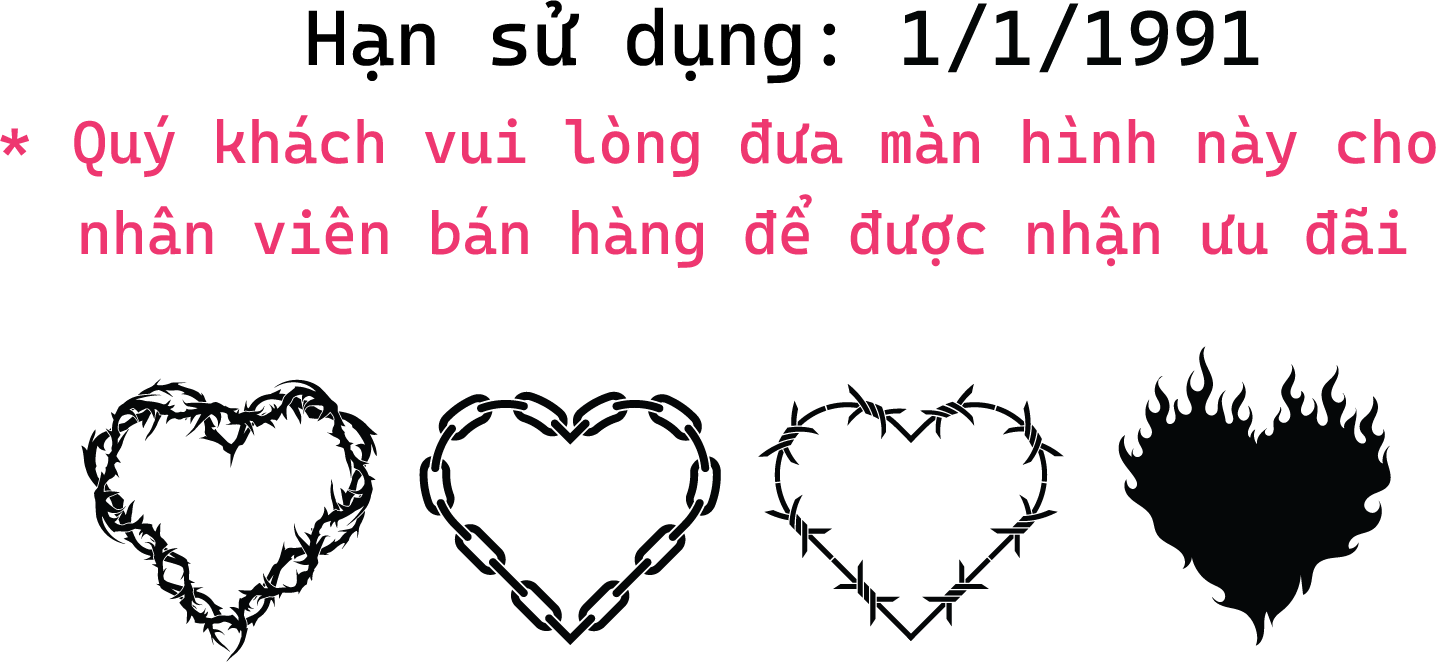 Hạn sử dụng: 1/1/1991
* Quý khách vui lòng đưa màn hình này cho
nhân viên bán hàng để được nhận ưu đãi